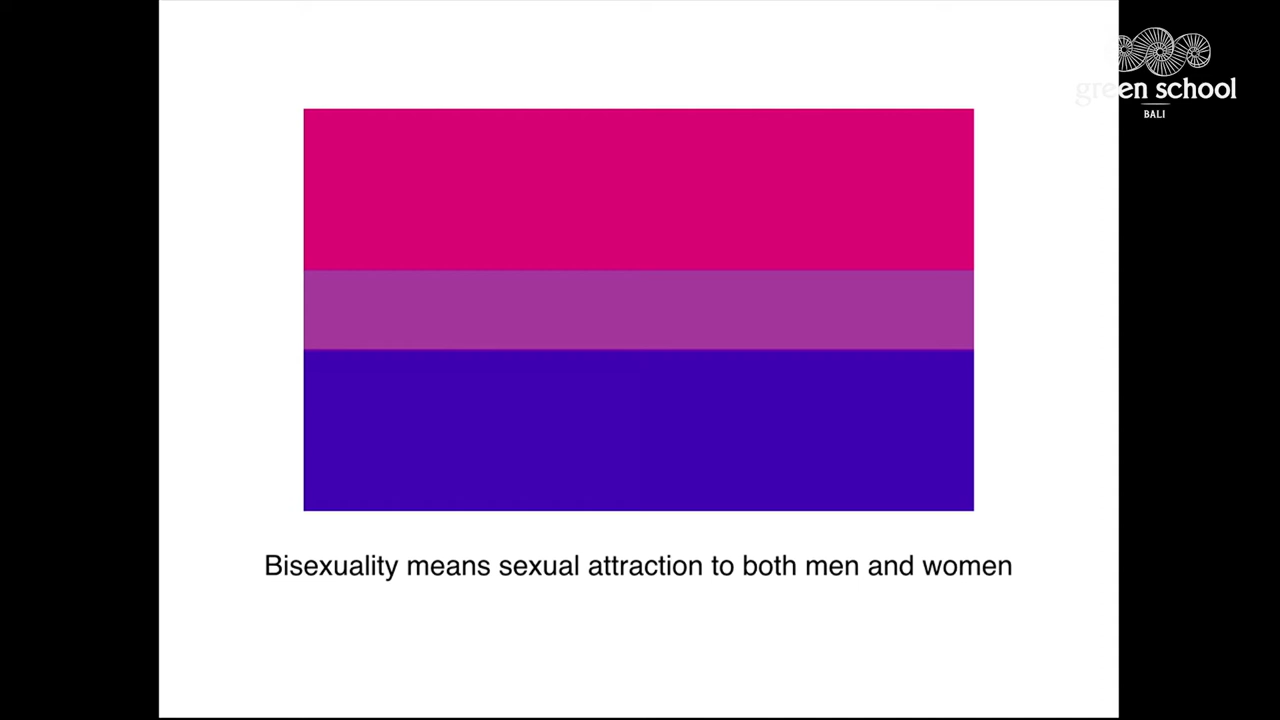 green school
BALI
Bisexuality means sexual attraction to both men and women